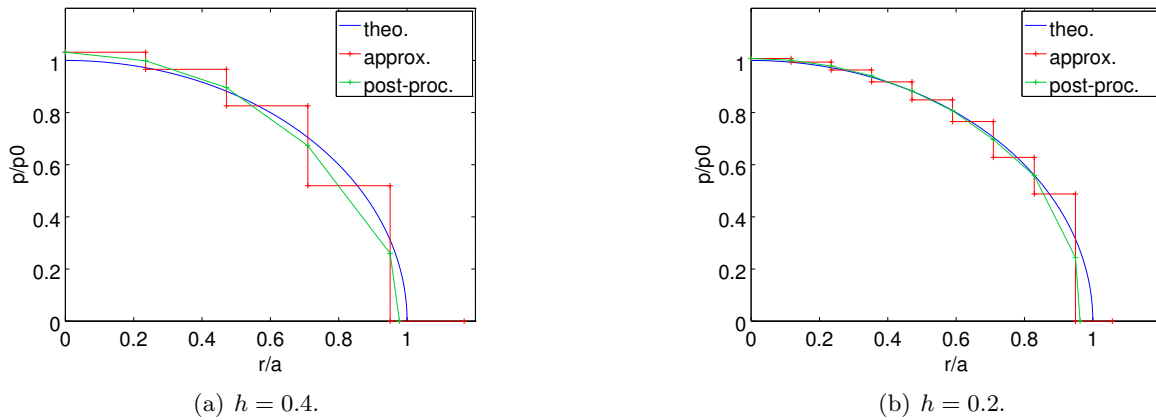 theo.
approx.
post-proc.
p/p0
1
0.8
0.6
0.4
0.2
0
0 0.2 0.4 0.6 0.8 1
r/a
(a) h = 0.4.
theo.
approx.
post-proc.
p/p0
1
0.8
0.6
0.4
0.2
0
0 0.2 0.4 0.6 0.8 1
r/a
(b) h = 0.2.